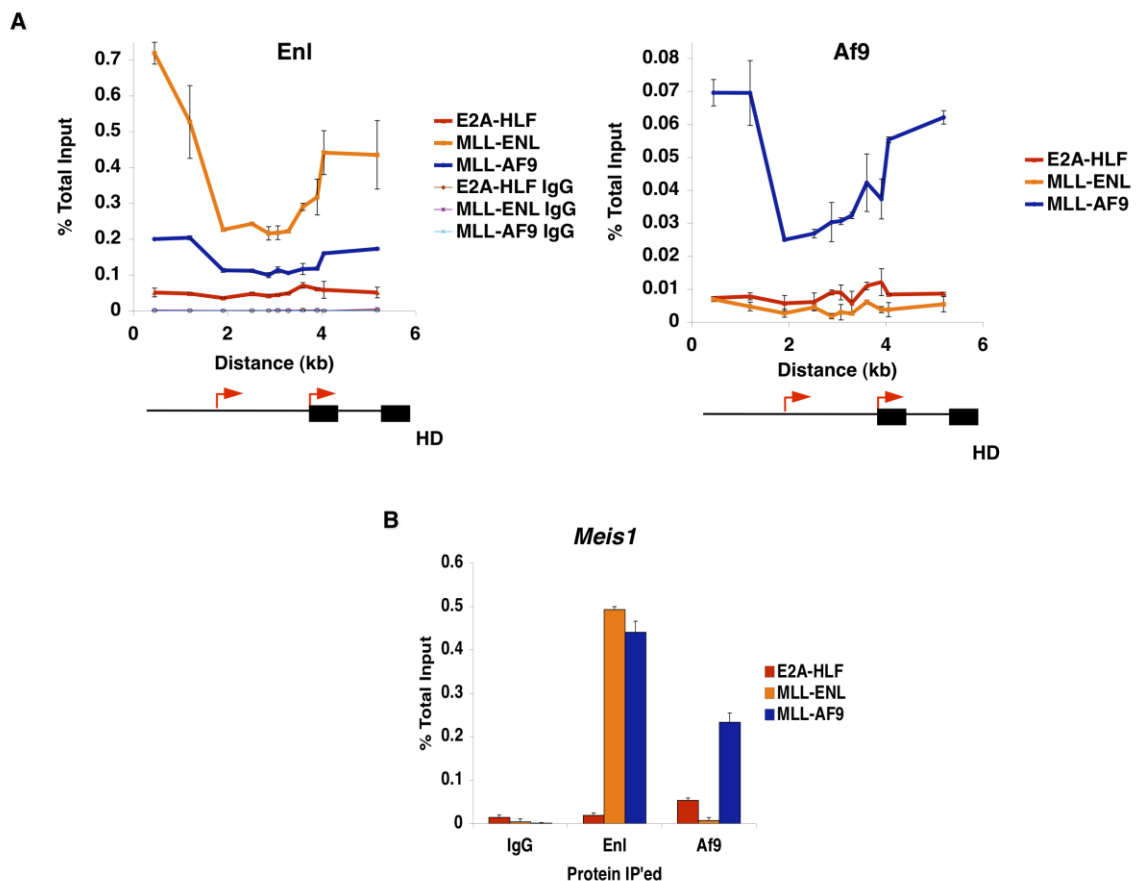 A
Enl
% Total Input
0.7
0.6
0.5
0.4
0.3
0.2
0.1
0
0
2
4
6
Distance (kb)
E2A-HLF
MLL-ENL
MLL-AF9
E2A-HLF IgG
MLL-ENL IgG
MLL-AF9 IgG
HD
Af9
% Total Input
0.08
0.07
0.06
0.05
0.04
0.03
0.02
0.01
0
0
2
4
6
Distance (kb)
E2A-HLF
MLL-ENL
MLL-AF9
HD
B
Meis1
% Total Input
0.6
0.5
0.4
0.3
0.2
0.1
0
IgG
Enl
Af9
Protein IP'ed
E2A-HLF
MLL-ENL
MLL-AF9